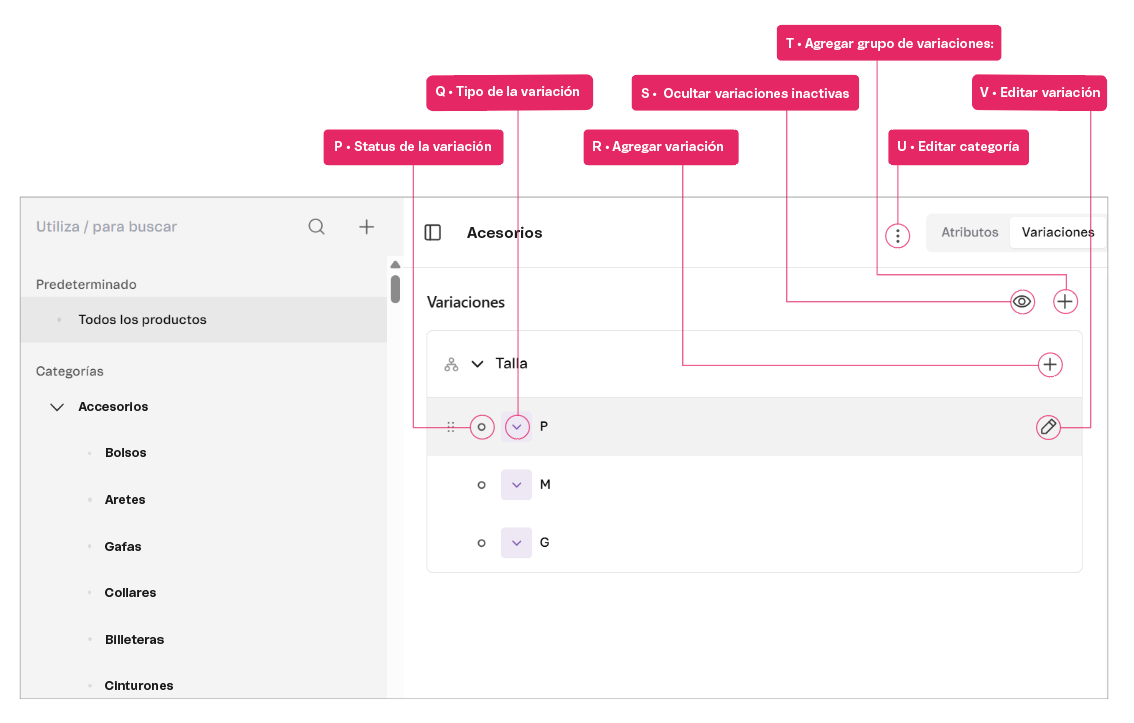 T • Agregar grupo de variaciones:
Q • Tipo de la variación
S • Ocultar variaciones inactivas
V • Editar variación
P • Status de la variación
R • Agregar variación
U • Editar categoría
Utiliza / para buscar
Acesorios
Atributos
Variaciones
Predeterminado
Todos los productos
Categorías
Accesorios
Bolsos
Aretes
Gafas
Collares
Billeteras
Cinturones
Variaciones
Talla
P
M
G